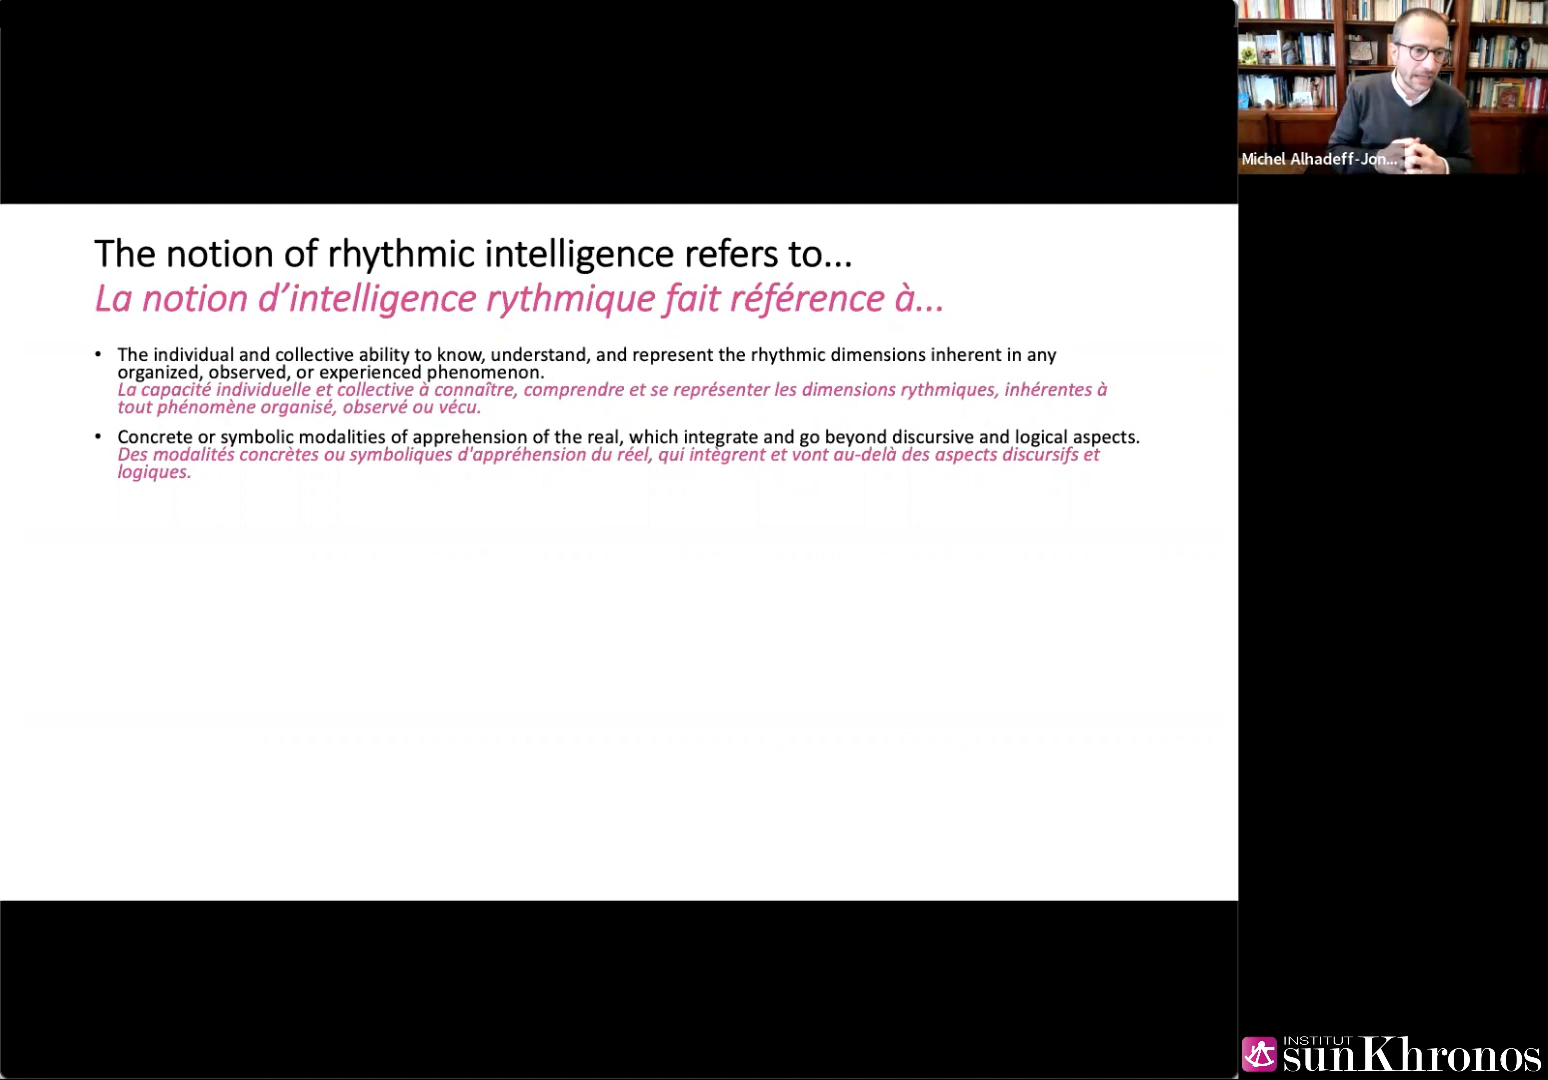 Michel Alhadeff-Jon...
The notion of rhythmic intelligence refers to...
La notion d’intelligence rythmique fait référence à...
• The individual and collective ability to know, understand, and represent the rhythmic dimensions inherent in any
organized, observed, or experienced phenomenon.
La capacité individuelle et collective à connaître, comprendre et se représenter les dimensions rythmiques, inhérentes à
tout phénomène organisé, observé ou vécu.
• Concrete or symbolic modalities of apprehension of the real, which integrate and go beyond discursive and logical aspects.
Des modalités concrètes ou symboliques d'appréhension du réel, qui intègrent et vont au-delà des aspects discursifs et
logiques.
INSTITUT
sunKhronos